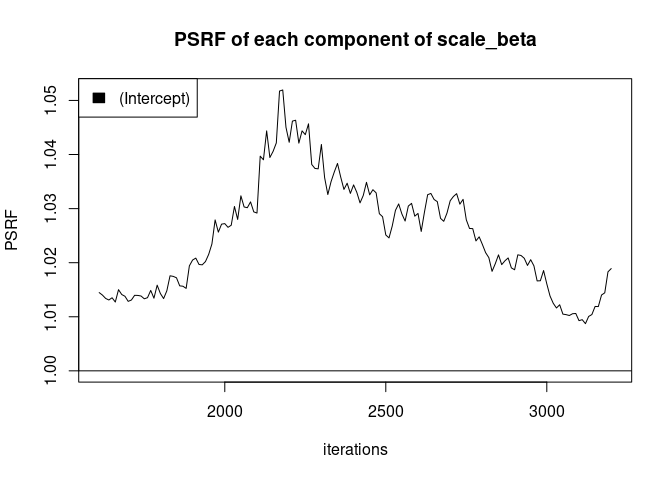 PSRF of each component of scale_beta
(Intercept)
PSRF
1.05
1.04
1.03
1.02
1.01
1.00
2000 2500 3000
iterations